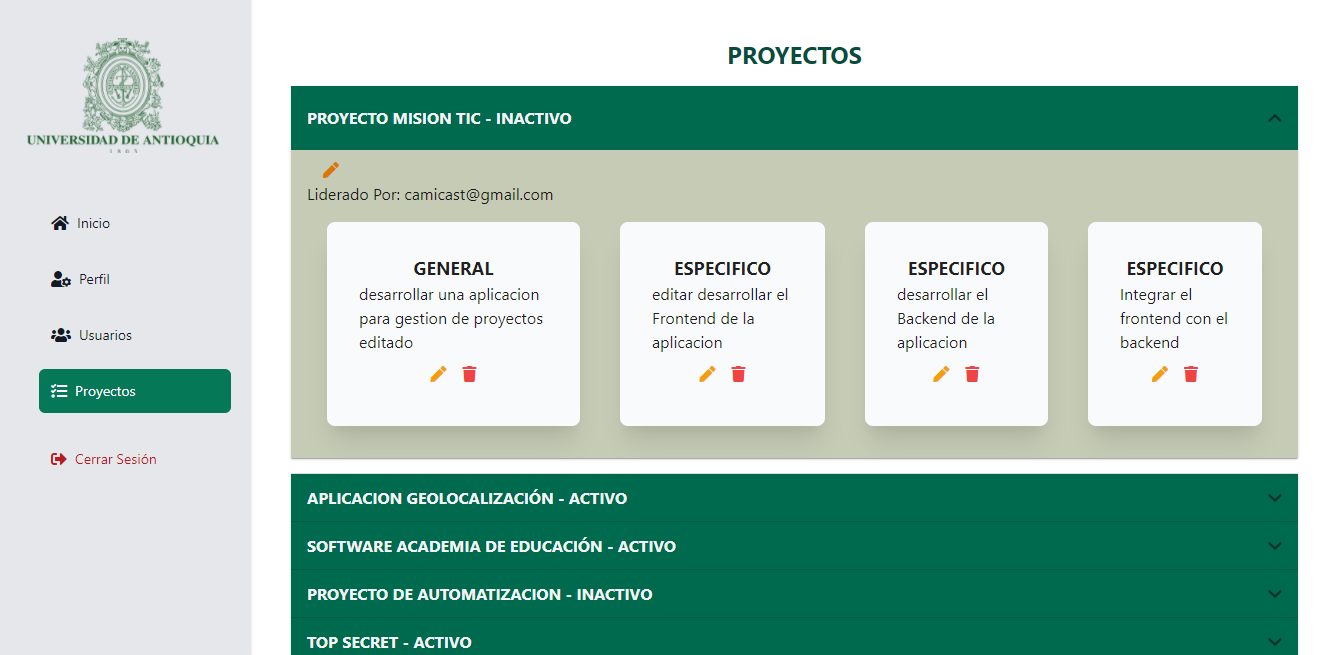 UNIVERSIDAD DE ANTIOQUIA
1803
Inicio
Perfil
Usuarios
Proyectos
Cerrar Sesión
PROYECTOS
PROYECTO MISION TIC - INACTIVO
Liderado Por: camicast@gmail.com
GENERAL
desarrollar una aplicacion
para gestion de proyectos
editado
ESPECIFICO
editar desarrollar el
Frontend de la
aplicacion
ESPECIFICO
desarrollar el
Backend de la
aplicacion
ESPECIFICO
Integrar el
frontend con el
backend
APLICACION GEOLOCALIZACIÓN - ACTIVO
SOFTWARE ACADEMIA DE EDUCACIÓN - ACTIVO
PROYECTO DE AUTOMATIZACION - INACTIVO
TOP SECRET - ACTIVO